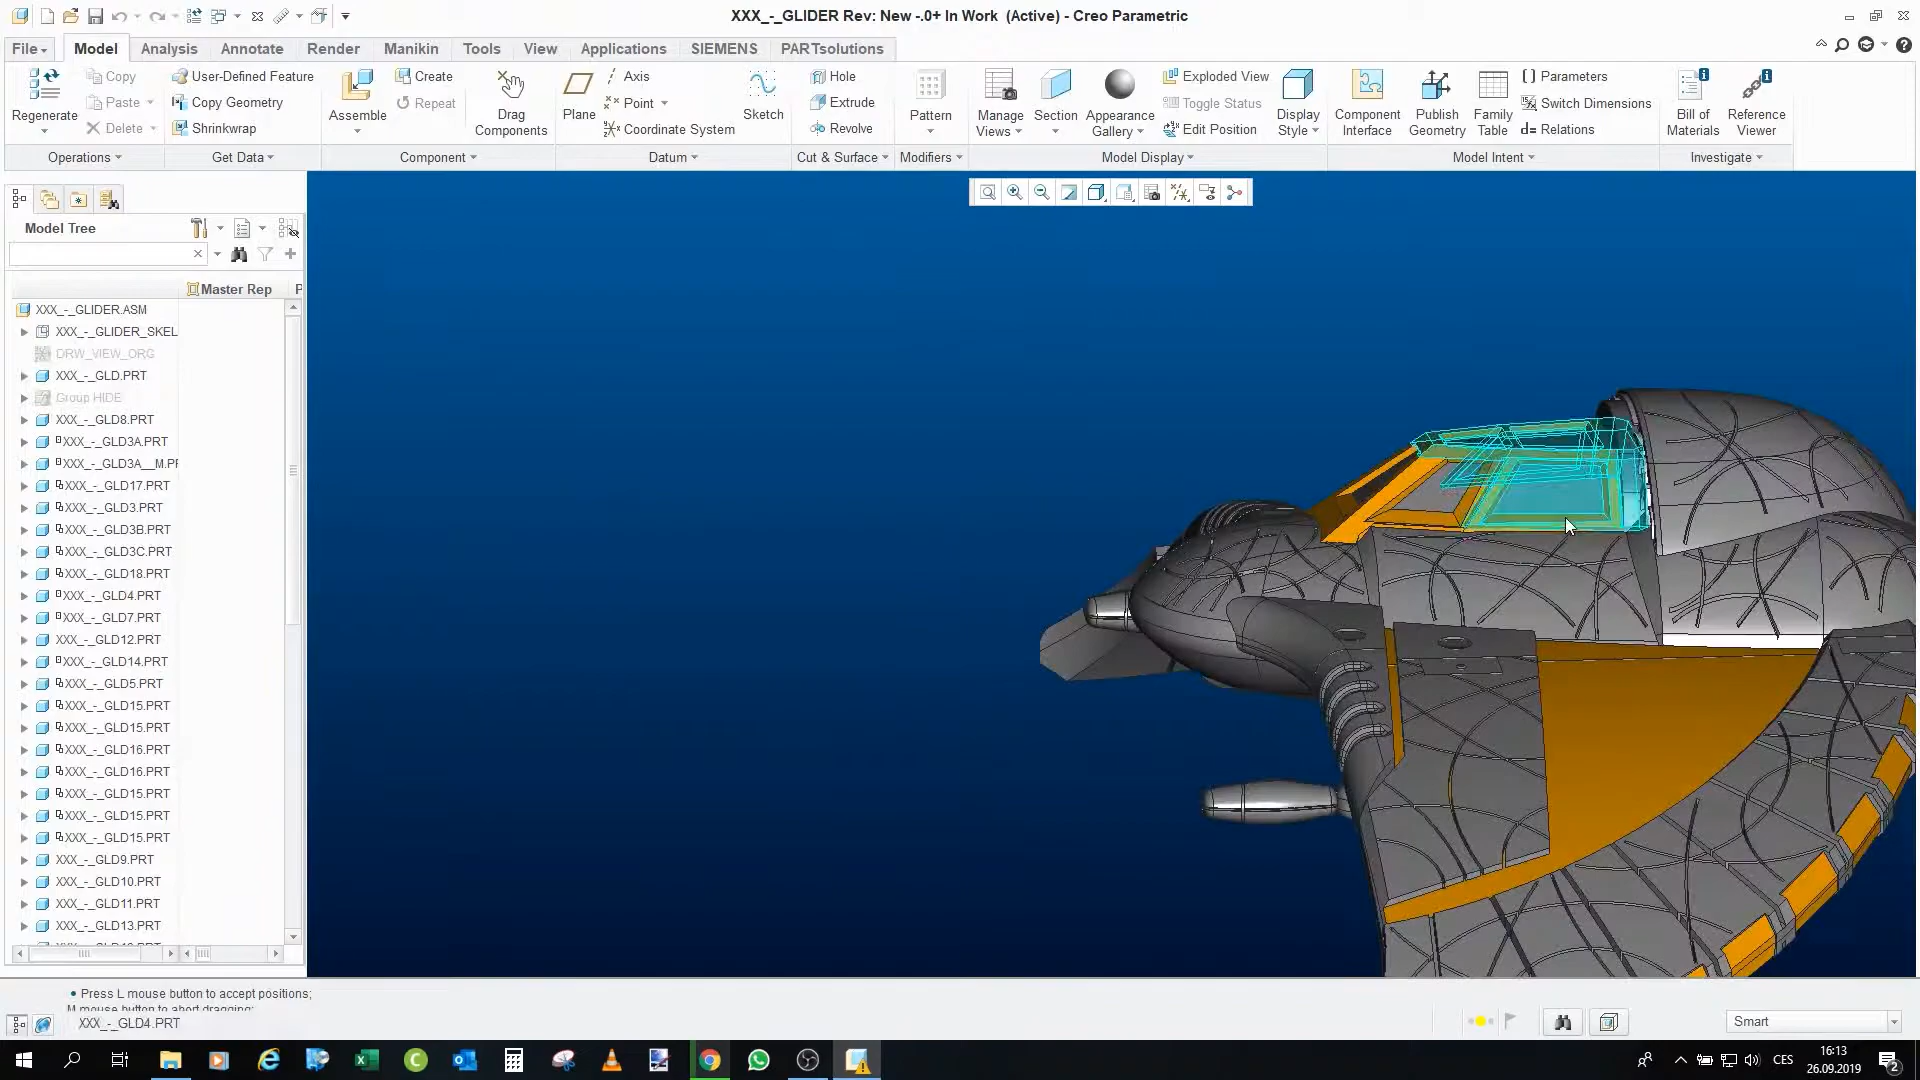 XXX_-_GLIDER Rev: New -.0+ In Work (Active) - Creo Parametric
File Model Analysis Annotate Render Manikin Tools View Applications SIEMENS PARTsolutions
Regenerate
Copy
Paste
Delete
Operations
User-Defined Feature
Copy Geometry
Shrinkwrap
Get Data
Assemble
Create
Repeat
Drag
Components
Component
Plane
Axis
Point
Coordinate System
Sketch
Datum
Hole
Extrude
Revolve
Cut & Surface
Pattern
Modifiers
Manage
Views
Section
Appearance
Gallery
Exploded View
Toggle Status
Edit Position
Display
Style
Model Display
Component
Interface
Publish
Geometry
Family
Table
Parameters
Switch Dimensions
d= Relations
Model Intent
Bill of
Materials
Reference
Viewer
Investigate
Model Tree
Master Rep P
XXX_-_GLIDER.ASM
XXX_-_GLIDER_SKEL
DRW_VIEW_ORG
XXX_-_GLD.PRT
Group HIDE
XXX_-_GLD8.PRT
XXX_-_GLD3A.PRT
XXX_-_GLD3A__M.PF
XXX_-_GLD17.PRT
XXX_-_GLD3.PRT
XXX_-_GLD3B.PRT
XXX_-_GLD3C.PRT
XXX_-_GLD18.PRT
XXX_-_GLD4.PRT
XXX_-_GLD7.PRT
XXX_-_GLD12.PRT
XXX_-_GLD14.PRT
XXX_-_GLD5.PRT
XXX_-_GLD15.PRT
XXX_-_GLD15.PRT
XXX_-_GLD16.PRT
XXX_-_GLD16.PRT
XXX_-_GLD15.PRT
XXX_-_GLD15.PRT
XXX_-_GLD15.PRT
XXX_-_GLD9.PRT
XXX_-_GLD10.PRT
XXX_-_GLD11.PRT
XXX_-_GLD13.PRT
• Press L mouse button to accept positions;
M mouse button to abort dragging;
XXX_-_GLD4.PRT
Smart
CES
16:13
26.09.2019
2